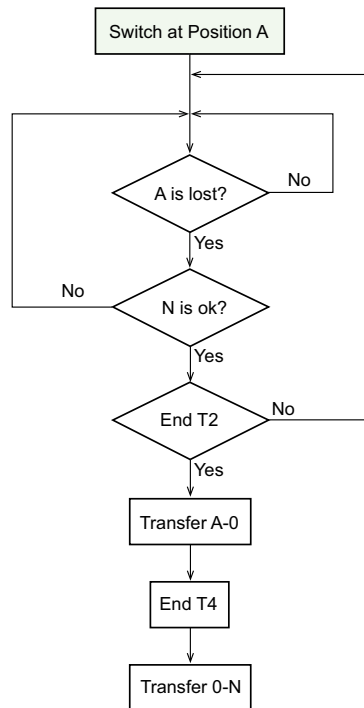 Switch at Position A
A is lost?
No
Yes
No
N is ok?
Yes
End T2
No
Yes
Transfer A-0
End T4
Transfer 0-N